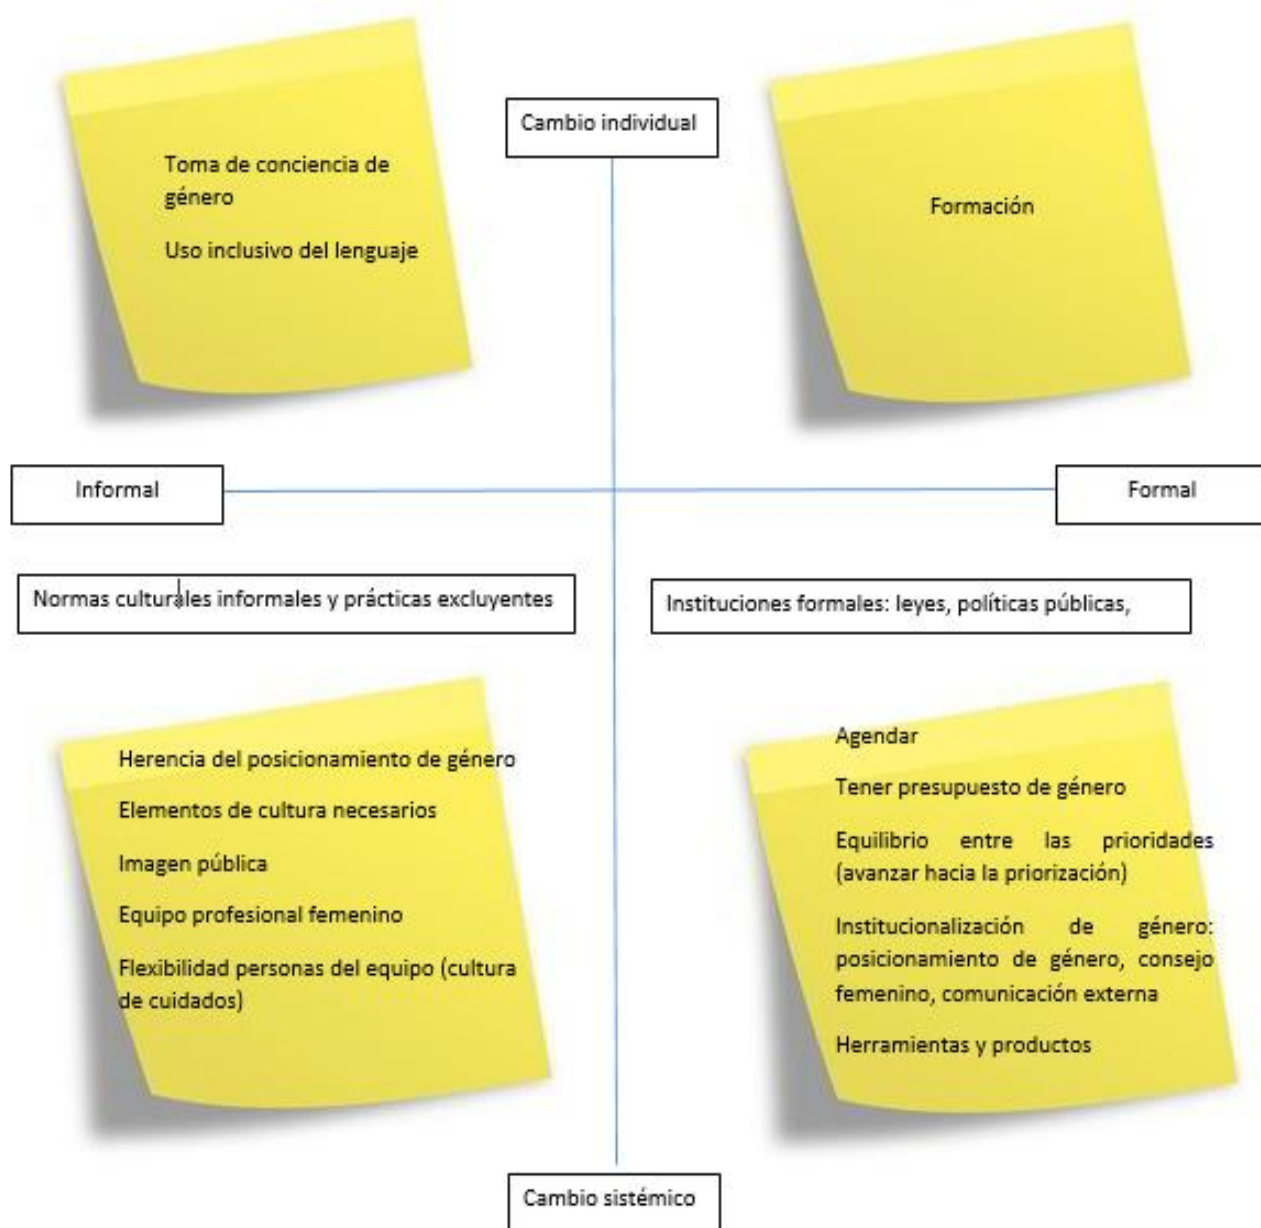 Cambio individual
Toma de conciencia de
género
Uso inclusivo del lenguaje
Formación
Informal
Formal
Normas culturales informales y prácticas excluyentes
Instituciones formales: leyes, políticas públicas,
Herencia del posicionamiento de género
Elementos de cultura necesarios
Imagen pública
Equipo profesional femenino
Flexibilidad personas del equipo (cultura
de cuidados)
Agendar
Tener presupuesto de género
Equilibrio entre las prioridades
(avanzar hacia la priorización)
Institucionalización de género:
posicionamiento de género, consejo
femenino, comunicación externa
Herramientas y productos
Cambio sistémico